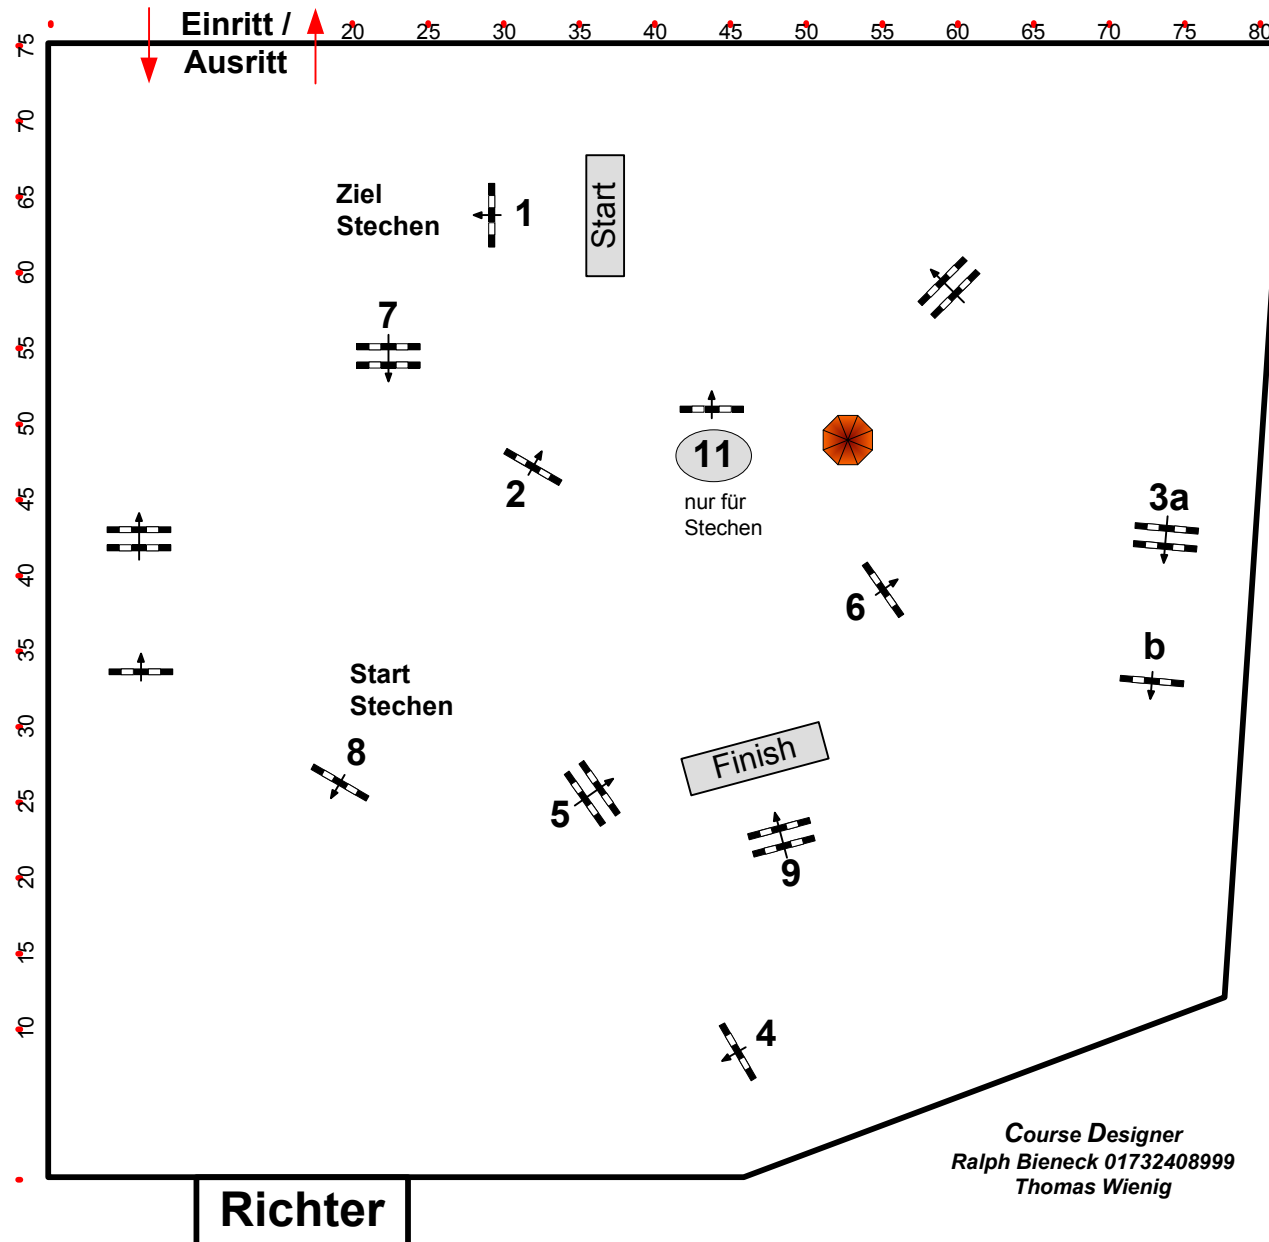 Einritt /
Ausritt
20 25 30 35 40 45 50 55 60 65 70 75 80
75
70
65
60
55
50
45
40
35
30
25
20
15
10
Ziel
Stechen
1
Start
7
11
nur für
Stechen
2
3a
6
b
Start
Stechen
8
Finish
5
9
4
Course Designer
Ralph Bieneck 01732408999
Thomas Wienig
Richter